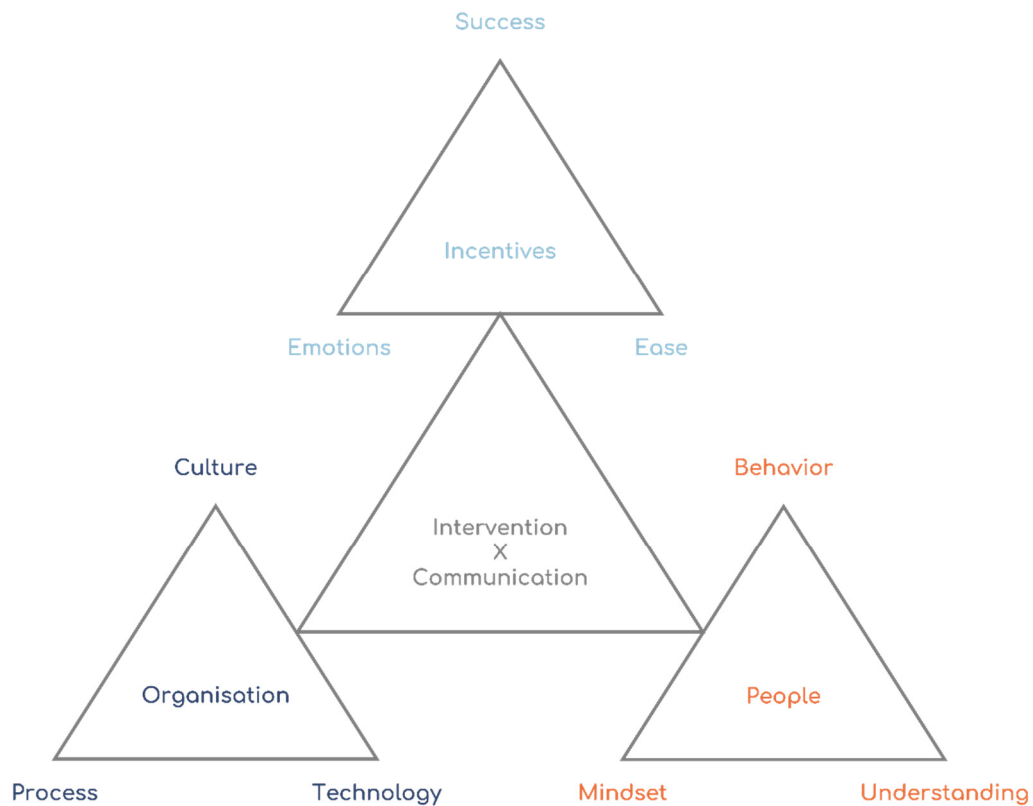 Success
Incentives
Emotions
Ease
Culture
Behavior
Intervention
X
Communication
Organisation
People
Process
Technology
Mindset
Understanding